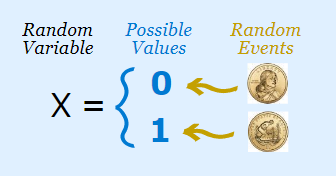 Random Possible Random
Variable Values Events
X = { 0
1